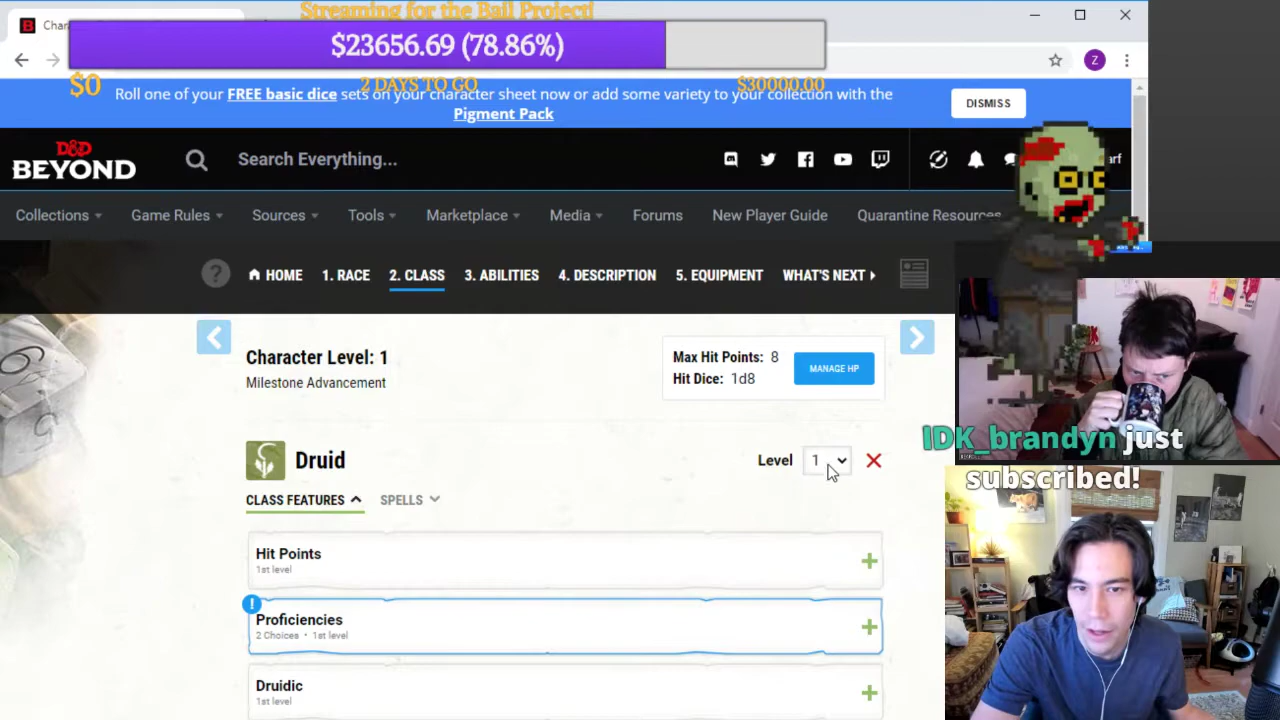 Streaming for the Bail Project!
Char
$23656.69 (78.86%)
$0
2 DAYS TO GO
$30000.00
Z
Roll one of your FREE basic dice sets on your character sheet now or add some variety to your collection with the
Pigment Pack
DISMISS
D&D
BEYOND
Search Everything...
arf
Collections
Game Rules
Sources
Tools
Marketplace
Media
Forums
New Player Guide
Quarantine Resources
? HOME
1. RACE
2. CLASS
3. ABILITIES
4. DESCRIPTION
5. EQUIPMENT
WHAT'S NEXT
Character Level: 1
Milestone Advancement
Max Hit Points: 8
Hit Dice: 1d8
MANAGE HP
IDK_brandyn just
subscribed!
Druid
Level 1
CLASS FEATURES
SPELLS
Hit Points
1st level
!
Proficiencies
2 Choices • 1st level
Druidic
1st level